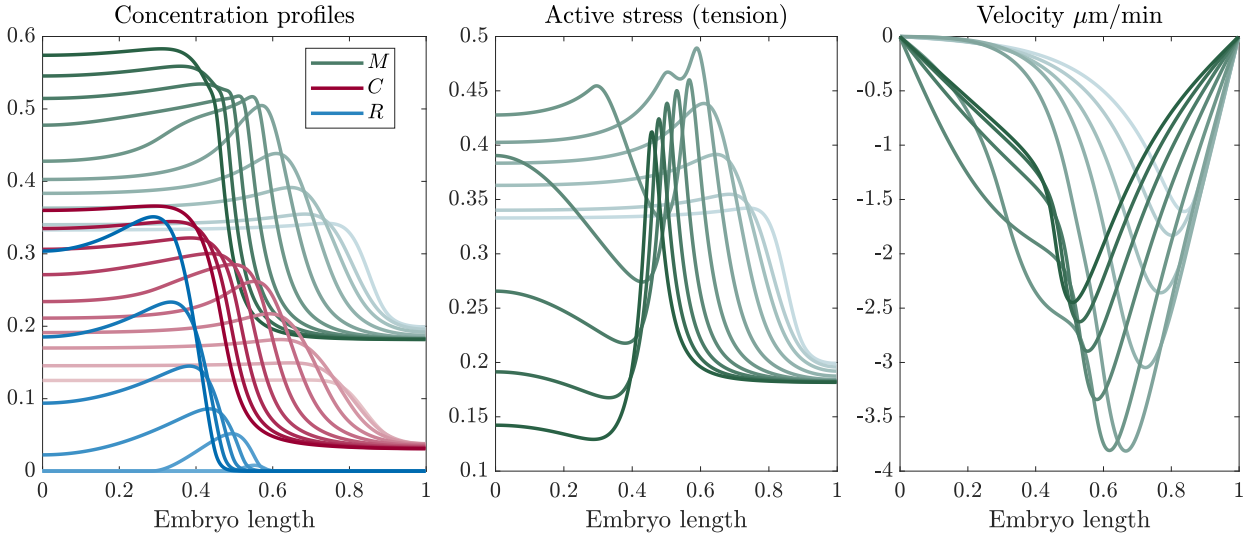 Concentration profiles
0.6
0.5
0.4
0.3
0.2
0.1
0
0 0.2 0.4 0.6 0.8 1
Embryo length
M
C
R
Active stress (tension)
0.5
0.45
0.4
0.35
0.3
0.25
0.2
0.15
0.1
0 0.2 0.4 0.6 0.8 1
Embryo length
Velocity μm/min
0
-0.5
-1
-1.5
-2
-2.5
-3
-3.5
-4
0 0.2 0.4 0.6 0.8 1
Embryo length